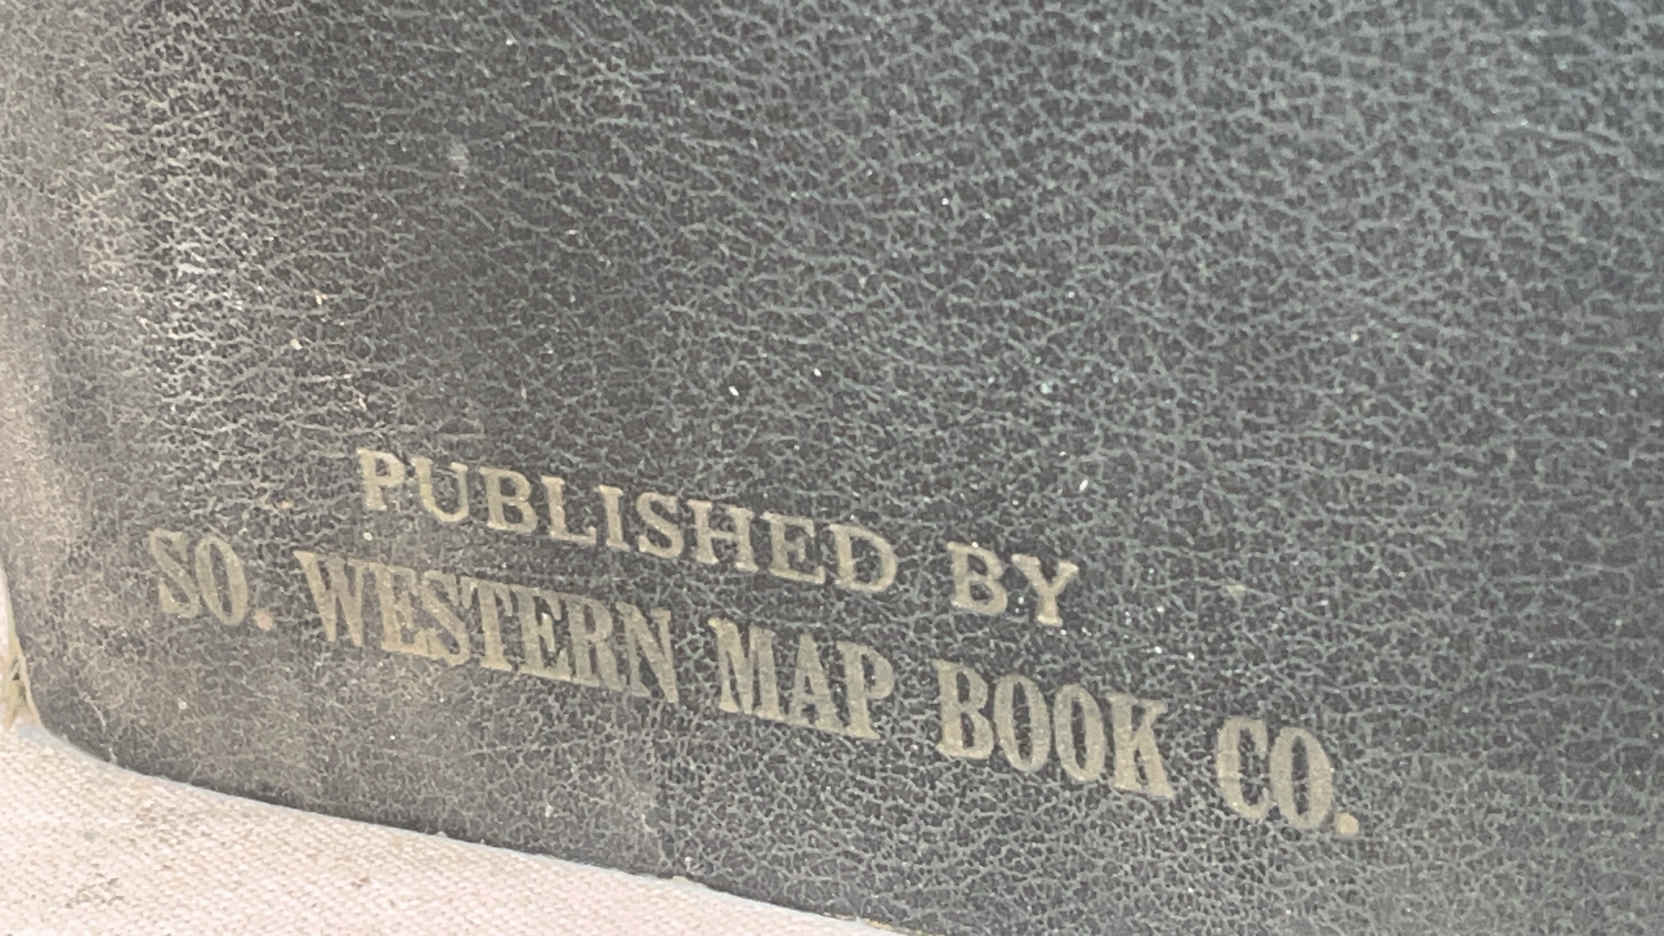 PUBLISHED BY
SO. WESTERN MAP BOOK CO.